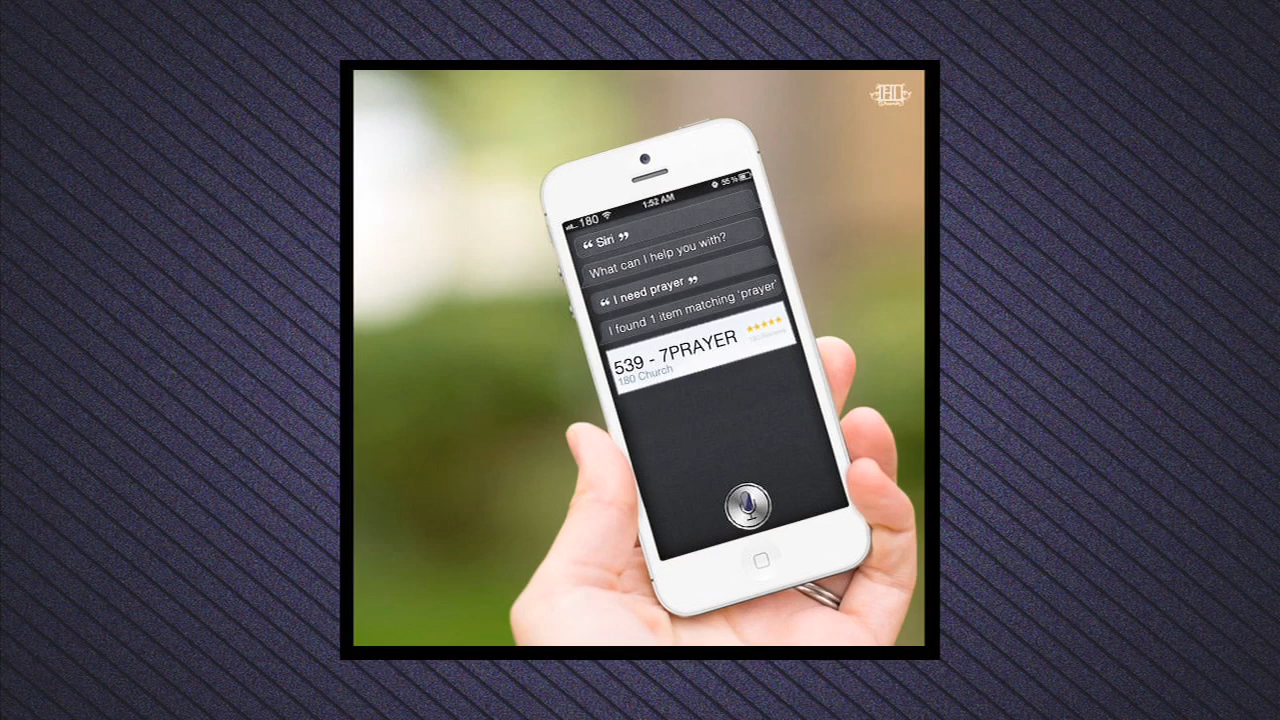 180
1:52 AM
55 %
“ Siri ”
What can I help you with?
“ I need prayer ”
I found 1 item matching ‘prayer’
539 - 7PRAYER
180 Church